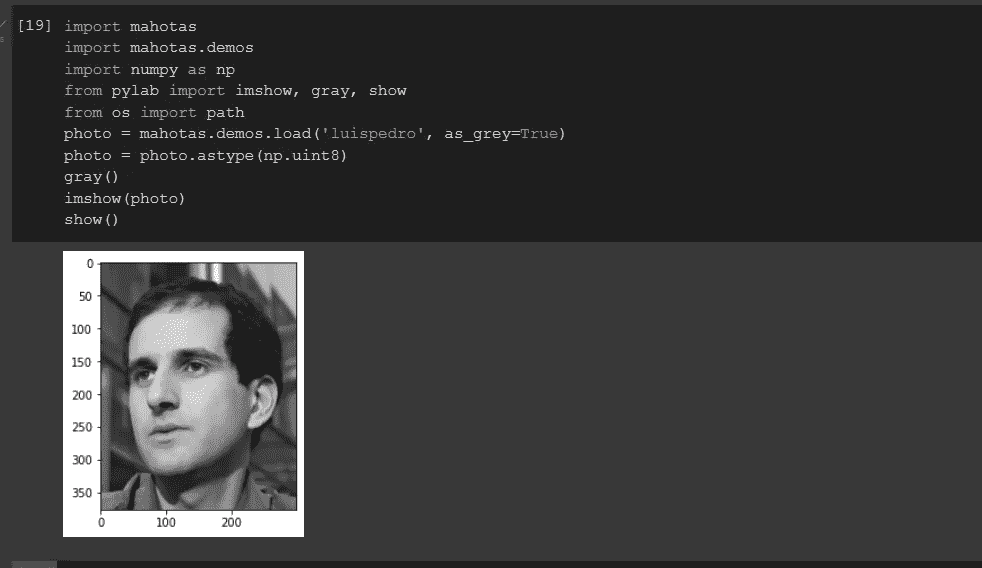 [19] import mahotas
import mahotas.demos
import numpy as np
from pylab import imshow, gray, show
from os import path
photo = mahotas.demos.load('luispedro', as_grey=True)
photo = photo.astype(np.uint8)
gray()
imshow(photo)
show()
0
50
100
150
200
250
300
350
0 100 200